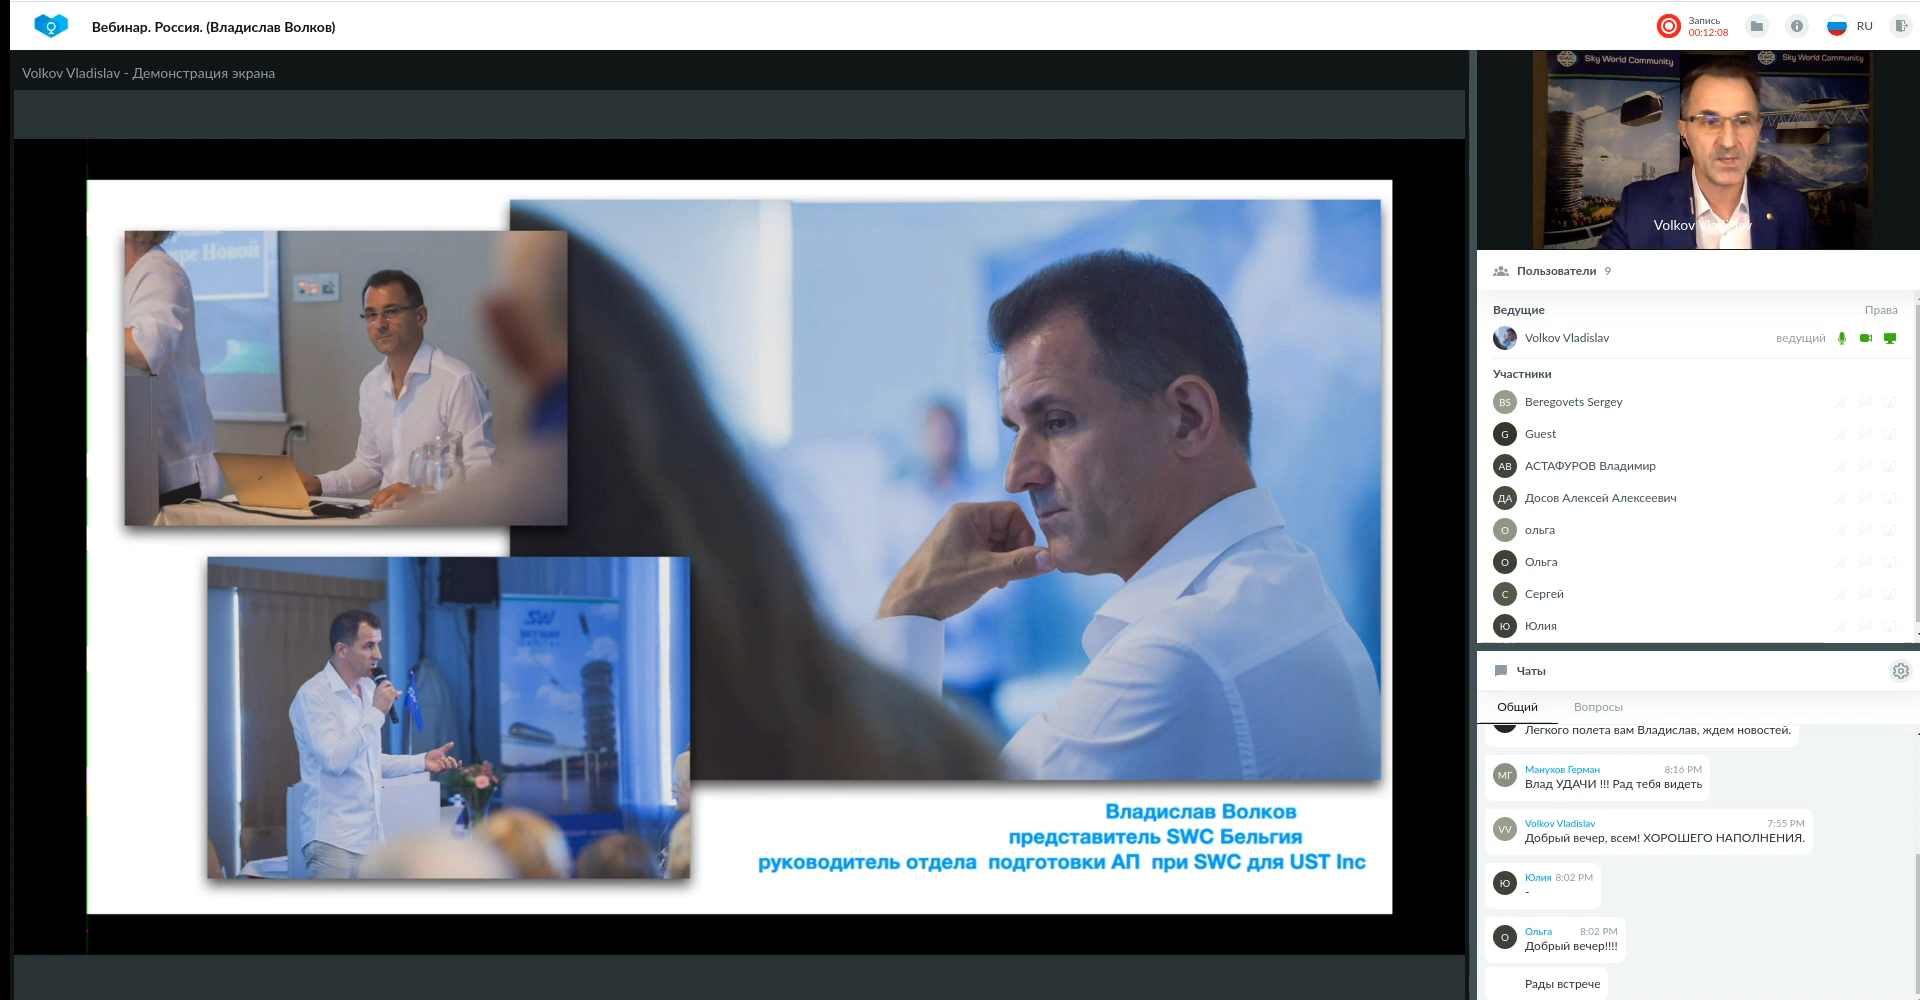 Вебинар. Россия. (Владислав Волков)
Запись
00:12:08
RU
Volkov Vladislav - Демонстрация экрана
Sky World Community
Sky World Community
Volkov
ире Новой
SW
Владислав Волков
представитель SWC Бельгия
руководитель отдела подготовки АП при SWC для UST Inc
Пользователи 9
Ведущие
Права
Volkov Vladislav
ведущий
Участники
BS Beregovets Sergey
G Guest
АВ АСТАФУРОВ Владимир
ДА Досов Алексей Алексеевич
О ольга
О Ольга
С Сергей
Ю Юлия
Чаты
Общий
Вопросы
Легкого полета вам Владислав, ждем новостей.
МГ Манухов Герман 8:16 PM
Влад УДАЧИ !!! Рад тебя видеть
VV Volkov Vladislav 7:55 PM
Добрый вечер, всем! ХОРОШЕГО НАПОЛНЕНИЯ.
Ю Юлия 8:02 PM
-
О Ольга 8:02 PM
Добрый вечер!!!!
Рады встрече